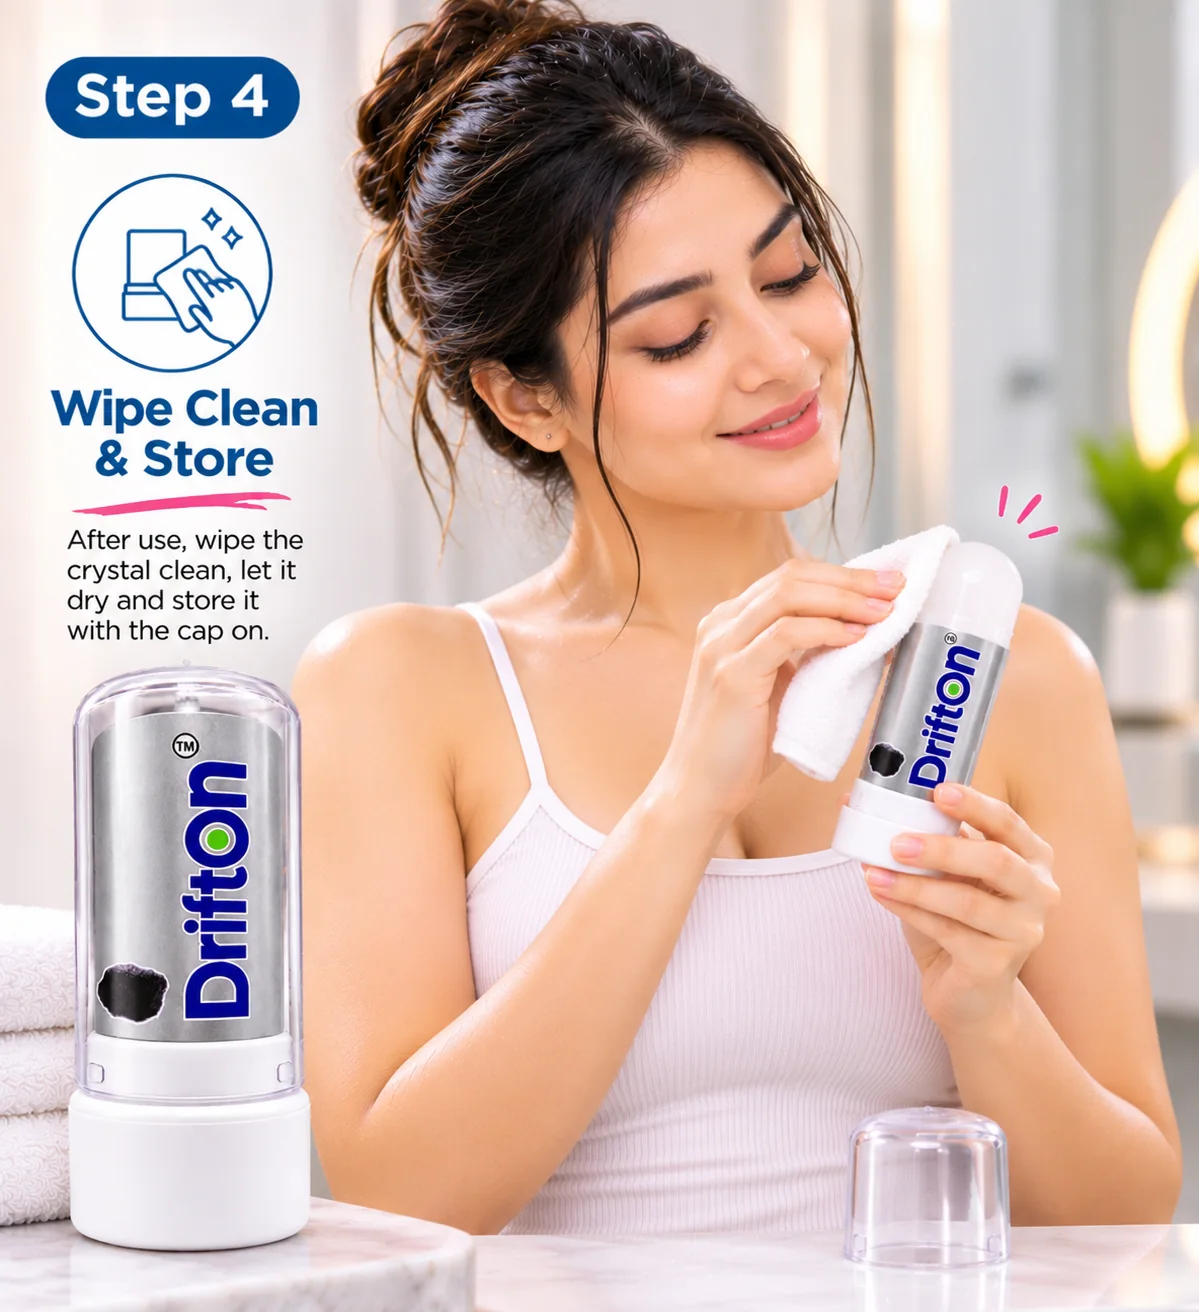 Step 4
Wipe Clean
& Store
After use, wipe the
crystal clean, let it
dry and store it
with the cap on.
Drifton
TM
Drifton